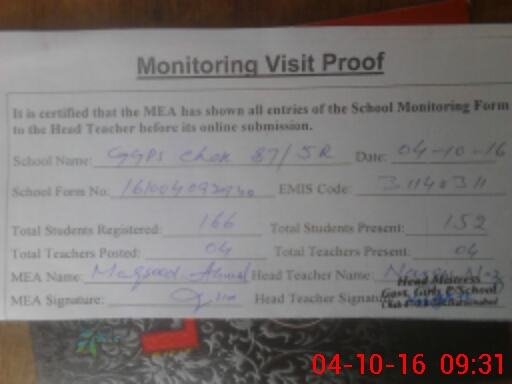 Monitoring Visit Proof
It is certified that the MEA has shown all entries of the School Monitoring Form
to the Head Teacher before its online submission.
School Name: GGPS Chak 87/5R Date: 04-10-16
School Form No: EMIS Code: 31140311
Total Students Registered: 166 Total Students Present: 152
Total Teachers Posted: 04 Total Teachers Present: 04
MEA Name: Maqsood Ahmad Head Teacher Name:
Head Mistress
MEA Signature: Head Teacher Signature
Govt. Girls P/School
04-10-16 09:31